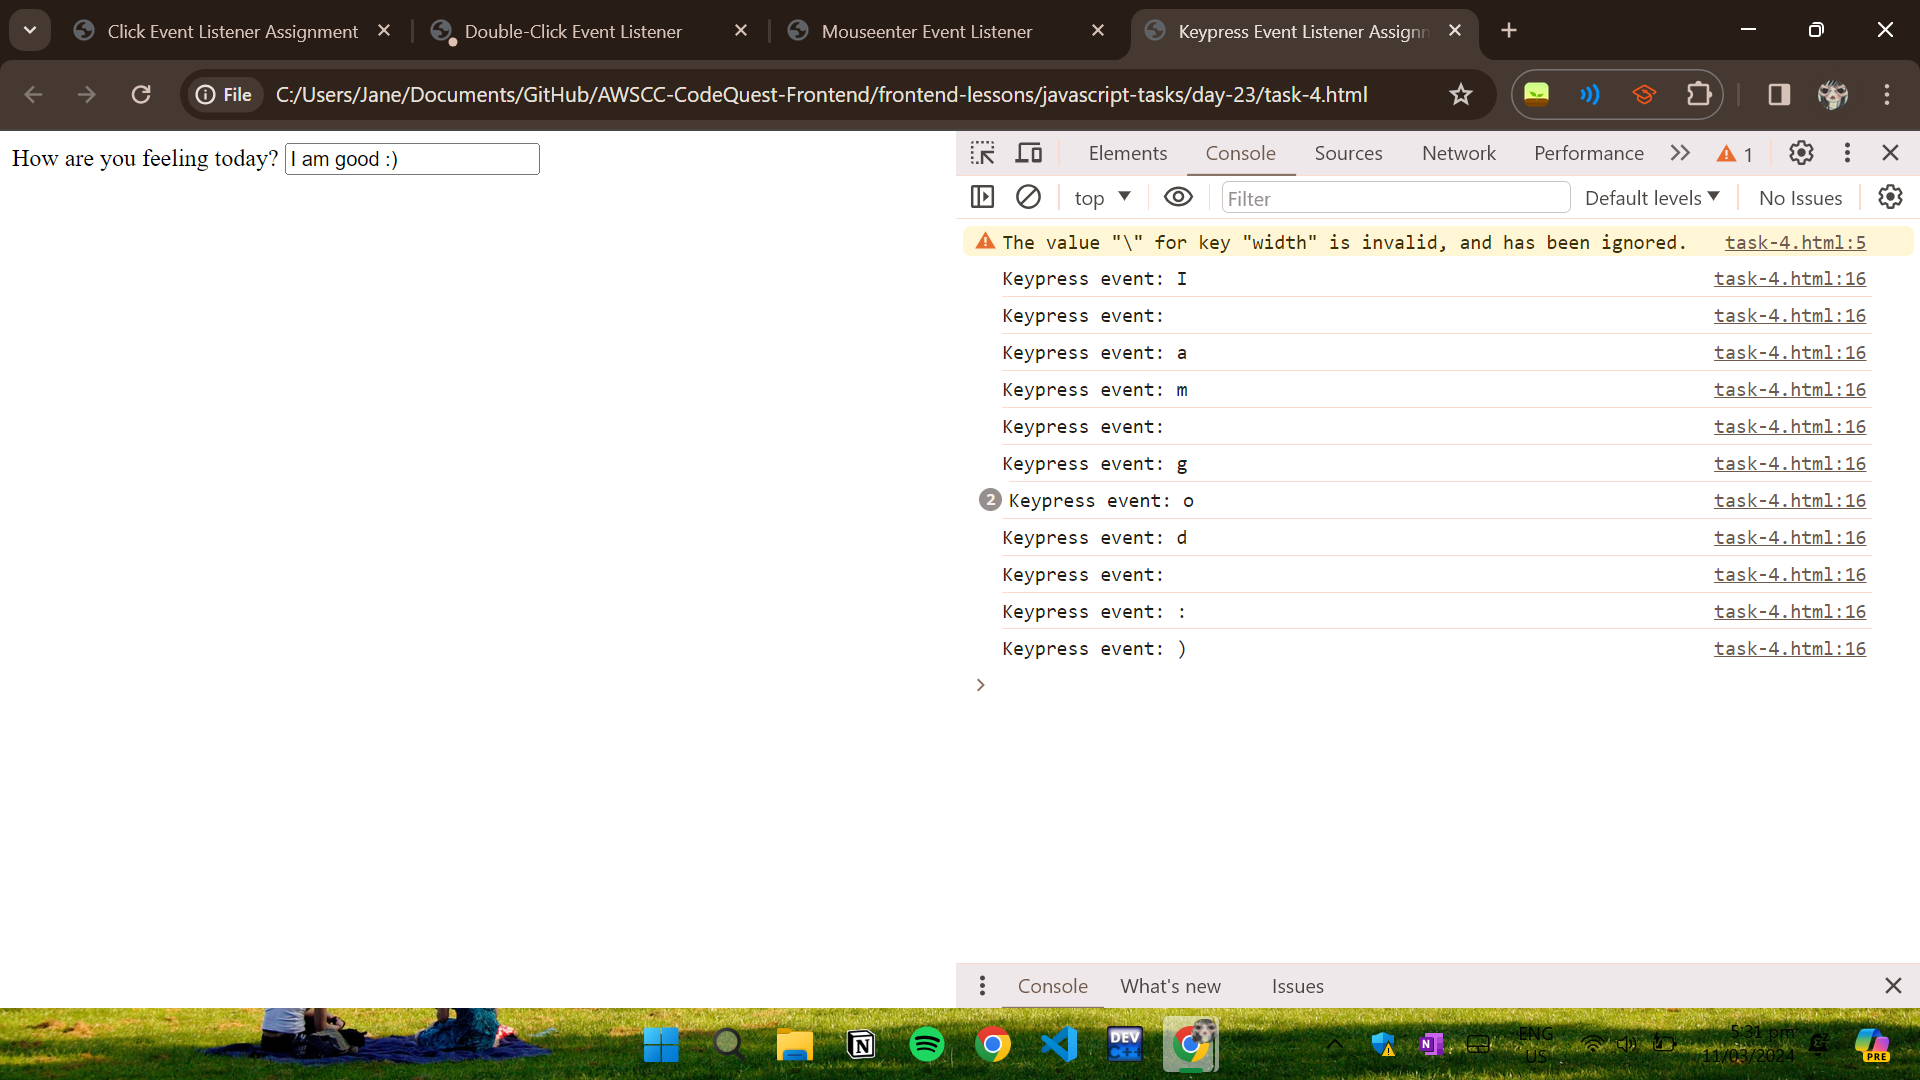 Click Event Listener Assignment
Double-Click Event Listener
Mouseenter Event Listener
Keypress Event Listener Assignn
File
C:/Users/Jane/Documents/GitHub/AWSCC-CodeQuest-Frontend/frontend-lessons/javascript-tasks/day-23/task-4.html
How are you feeling today? I am good :)
Elements Console Sources Network Performance 1
top Filter Default levels No Issues
The value "\" for key "width" is invalid, and has been ignored. task-4.html:5
Keypress event: I task-4.html:16
Keypress event: task-4.html:16
Keypress event: a task-4.html:16
Keypress event: m task-4.html:16
Keypress event: task-4.html:16
Keypress event: g task-4.html:16
2 Keypress event: o task-4.html:16
Keypress event: d task-4.html:16
Keypress event: task-4.html:16
Keypress event: : task-4.html:16
Keypress event: ) task-4.html:16
Console What's new Issues
DEV
C++
N
ENG
US
5:31 pm
11/03/2024
PRE